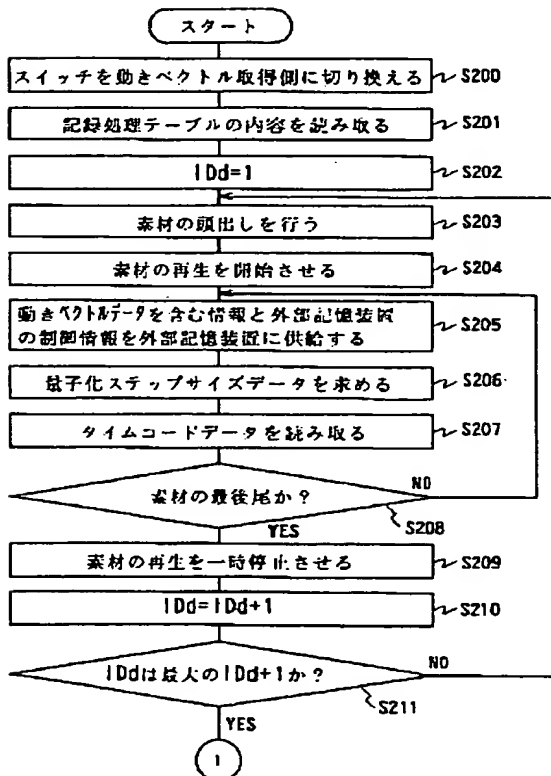 スタート
スイッチを動きベクトル取得側に切り換える
S200
記録処理テーブルの内容を読み取る
S201
IDd=1
S202
素材の頭出しを行う
S203
素材の再生を開始させる
S204
動きベクトルデータを含む情報と外部記憶装置
の制御情報を外部記憶装置に供給する
S205
量子化ステップサイズデータを求める
S206
タイムコードデータを読み取る
S207
素材の最後尾か?
NO
YES
S208
素材の再生を一時停止させる
S209
IDd=IDd+1
S210
IDdは最大のIDd+1か?
NO
S211
YES
1